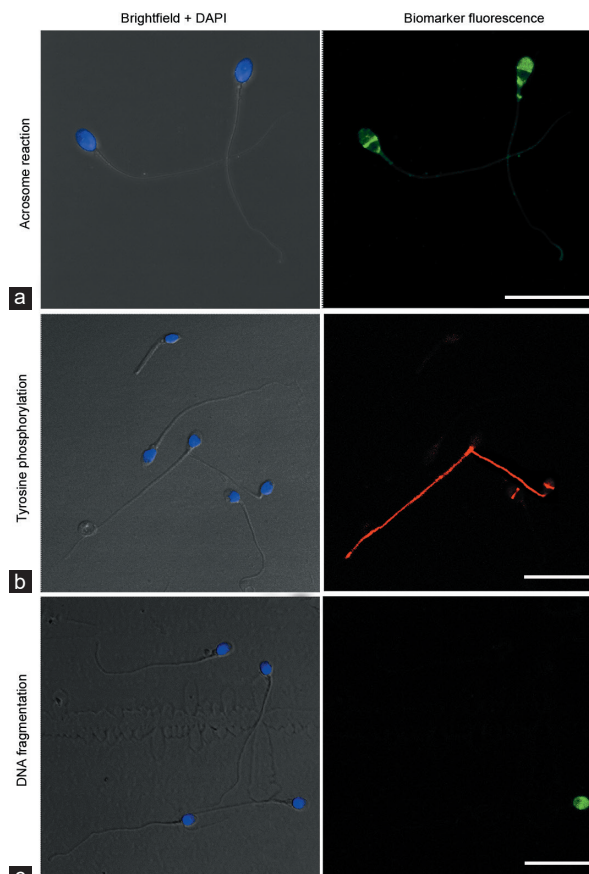 Brightfield + DAPI
Biomarker fluorescence
Acrosome reaction
a
Tyrosine phosphorylation
b
DNA fragmentation